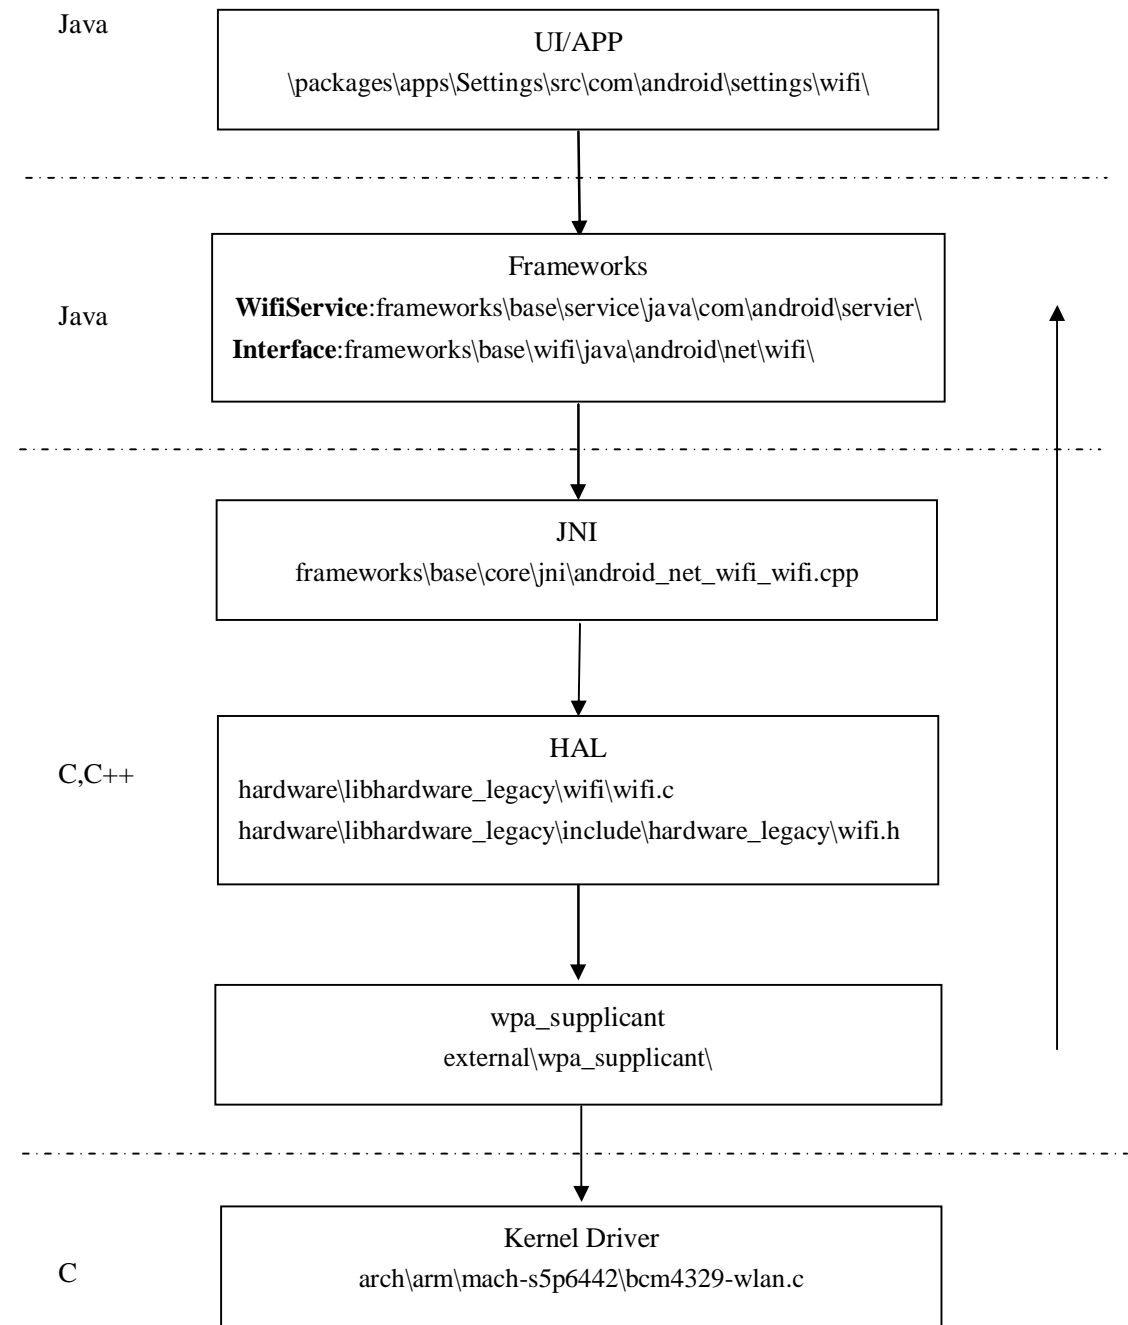 Java
UI/APP
\packages\apps\Settings\src\com\android\settings\wifi\
Frameworks
WifiService:frameworks\base\service\java\com\android\servier\
Java
Interface:frameworks\base\wifi\java\android\net\wifi\
JNI
frameworks\base\core\jni\android_net_wifi_wifi.cpp
HAL
C,C++
hardware\libhardware_legacy\wifi\wifi.c
hardware\libhardware_legacy\include\hardware_legacy\wifi.h
wpa_supplicant
external\wpa_supplicant\
Kernel Driver
C
arch\arm\mach-s5p6442\bcm4329-wlan.c